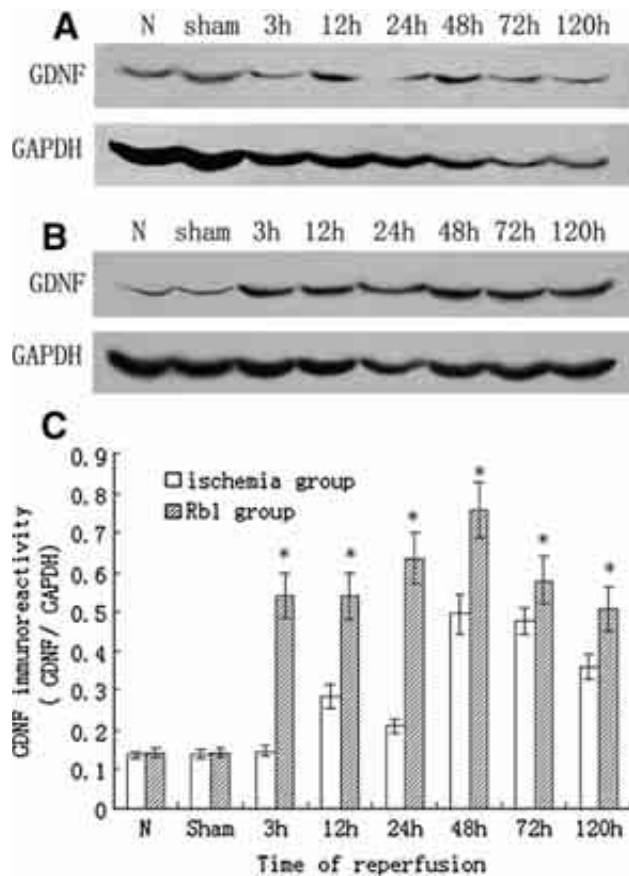 A
N sham 3h 12h 24h 48h 72h 120h
GDNF
GAPDH
B
N sham 3h 12h 24h 48h 72h 120h
GDNF
GAPDH
C
0.9
0.8
0.7
0.6
0.5
0.4
0.3
0.2
0.1
0
GDNF immunoreactivity
( GDNF/ GAPDH)
ischemia group
Rb1 group
* * * * * *
N Sham 3h 12h 24h 48h 72h 120h
Time of reperfusion